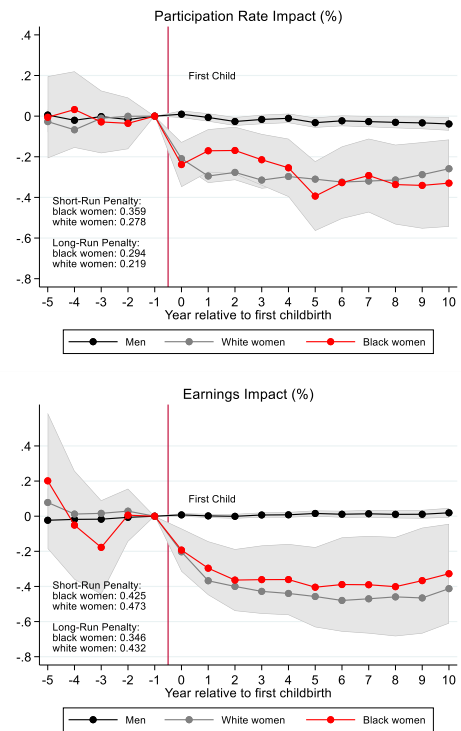 Participation Rate Impact (%)
.4
.2
First Child
0
-.2
-.4
Short-Run Penalty:
black women: 0.359
white women: 0.278
-.6
Long-Run Penalty:
black women: 0.294
white women: 0.219
-.8
-5 -4 -3 -2 -1 0 1 2 3 4 5 6 7 8 9 10
Year relative to first childbirth
Men White women Black women
Earnings Impact (%)
.4
.2
First Child
0
-.2
-.4
Short-Run Penalty:
black women: 0.425
white women: 0.473
-.6
Long-Run Penalty:
black women: 0.346
white women: 0.432
-.8
-5 -4 -3 -2 -1 0 1 2 3 4 5 6 7 8 9 10
Year relative to first childbirth
Men White women Black women